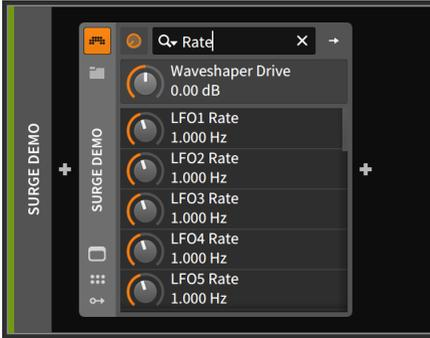 SURGE DEMO
SURGE DEMO
Rate
Waveshaper Drive
0.00 dB
LFO1 Rate
1.000 Hz
LFO2 Rate
1.000 Hz
LFO3 Rate
1.000 Hz
LFO4 Rate
1.000 Hz
LFO5 Rate
1.000 Hz